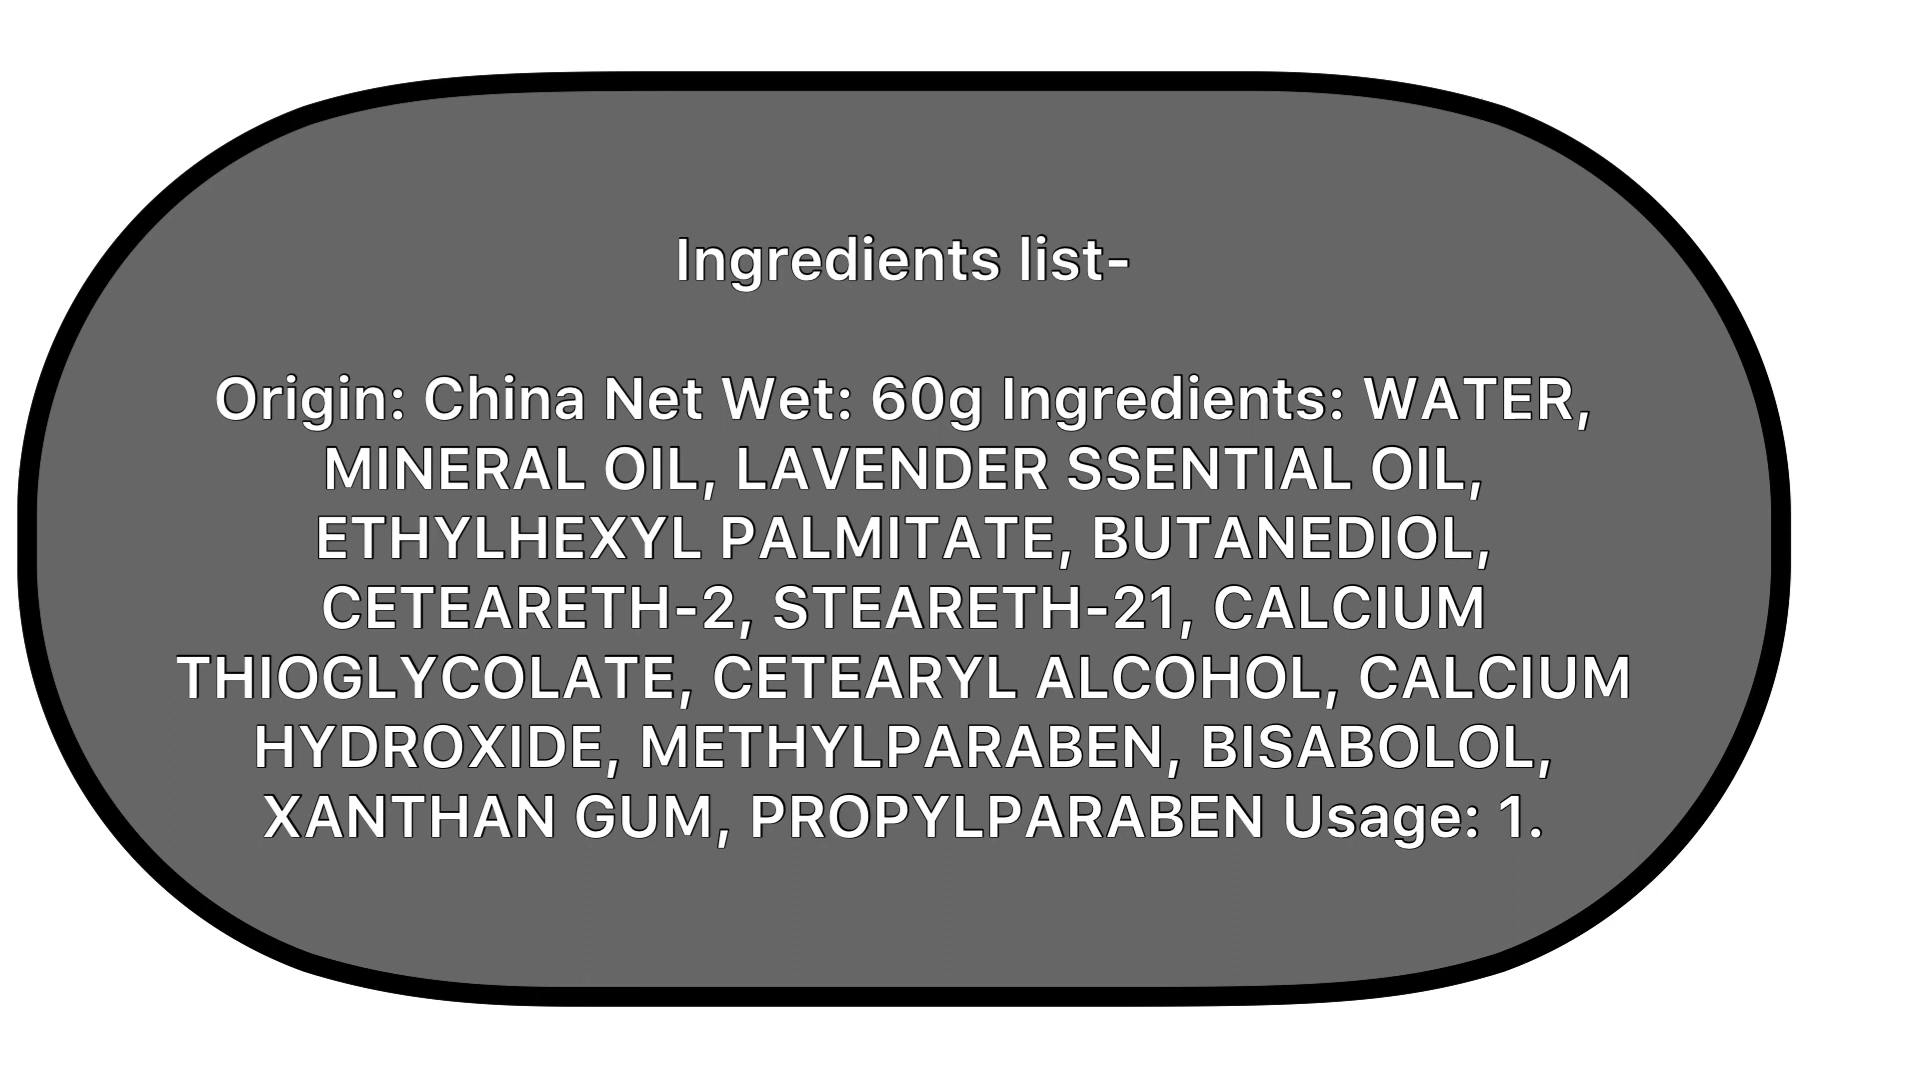 Ingredients list-
Origin: China Net Wet: 60g Ingredients: WATER,
MINERAL OIL, LAVENDER SSENTIAL OIL,
ETHYLHEXYL PALMITATE, BUTANEDIOL,
CETEARETH-2, STEARETH-21, CALCIUM
THIOGLYCOLATE, CETEARYL ALCOHOL, CALCIUM
HYDROXIDE, METHYLPARABEN, BISABOLOL,
XANTHAN GUM, PROPYLPARABEN Usage: 1.